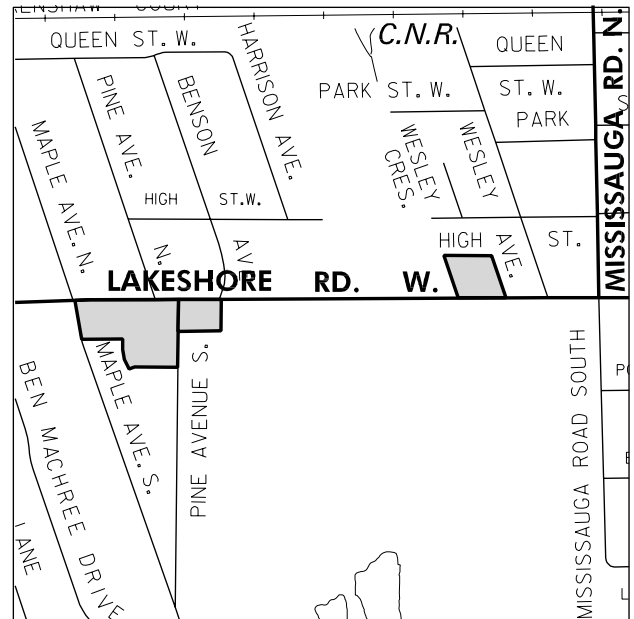 QUEEN ST. W.
HARRISON AVE.
C.N.R.
QUEEN
ST. W.
PARK
MISSISSAUGA RD. N.
PINE AVE.
N.
BENSON
AVE
PARK ST. W.
MAPLE AVE. N.
WESLEY
CRES.
WESLEY
AVE.
HIGH ST.W.
HIGH ST.
LAKESHORE RD. W.
MAPLE AVE. S.
PINE AVENUE S.
BEN MACHREE DRIVE
LANE
MISSISSAUGA ROAD SOUTH